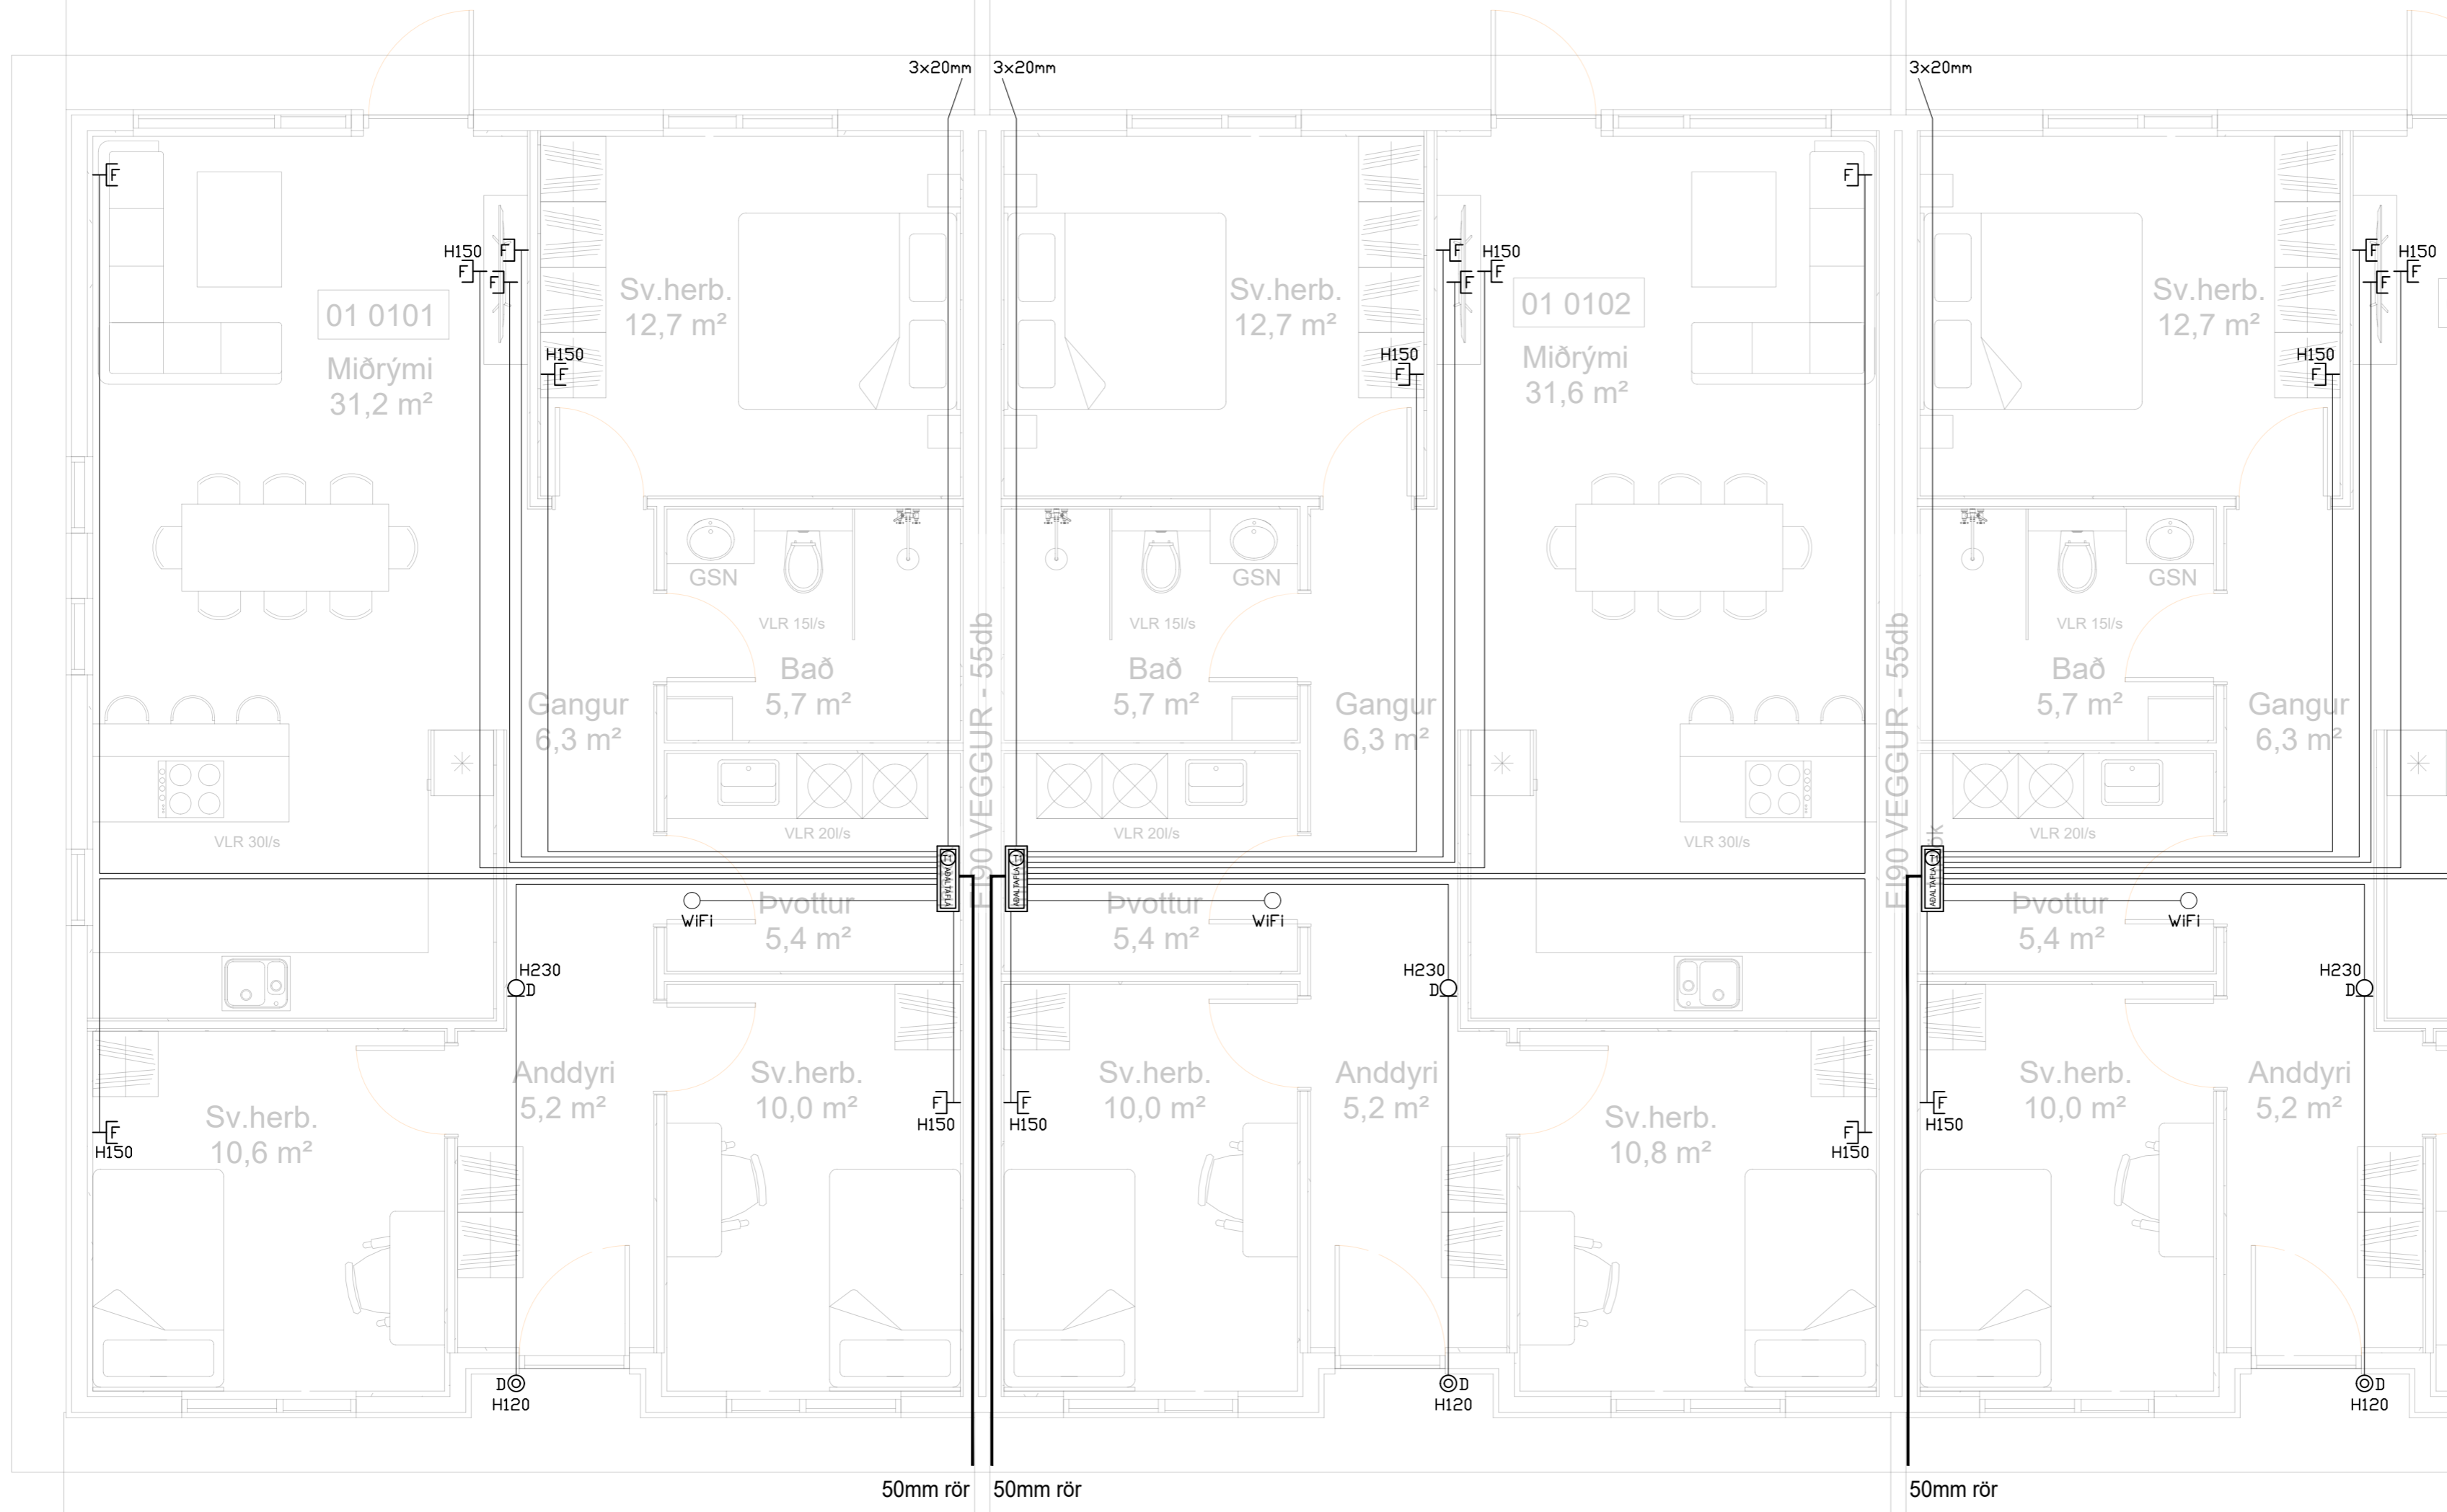 3x20mm
3x20mm
3x20mm
F
H150
F
F
F
F
H150
F
F
F
F
F
H150
F
Sv.herb.
12,7 m²
Sv.herb.
12,7 m²
Sv.herb.
12,7 m²
01 0101
01 0102
Miðrými
31,2 m²
Miðrými
31,6 m²
H150
F
H150
F
H150
F
GSN
GSN
GSN
VLR 15l/s
VLR 15l/s
VLR 15l/s
Bað
5,7 m²
Bað
5,7 m²
Bað
5,7 m²
EI90 VEGGUR - 55db
EI90 VEGGUR - 55db
Gangur
6,3 m²
Gangur
6,3 m²
Gangur
6,3 m²
VLR 30l/s
VLR 20l/s
VLR 20l/s
VLR 30l/s
VLR 20l/s
AÐALTAFLA
AÐALTAFLA
AÐALTAFLA
WiFi
WiFi
WiFi
Þvottur
5,4 m²
Þvottur
5,4 m²
Þvottur
5,4 m²
H230
D
H230
D
H230
D
Anddyri
5,2 m²
Sv.herb.
10,0 m²
Sv.herb.
10,0 m²
Anddyri
5,2 m²
Sv.herb.
10,0 m²
Anddyri
5,2 m²
F
H150
F
H150
F
H150
Sv.herb.
10,6 m²
Sv.herb.
10,8 m²
F
H150
F
H150
D
H120
D
H120
D
H120
50mm rör
50mm rör
50mm rör